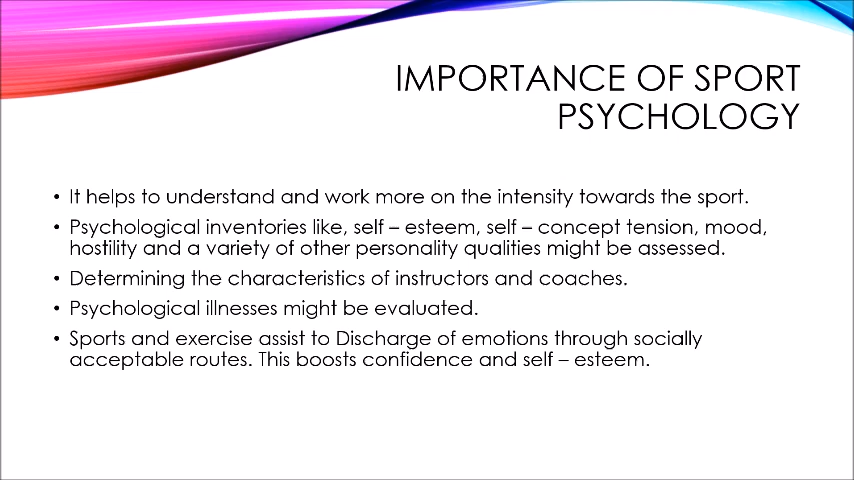 IMPORTANCE OF SPORT
PSYCHOLOGY
• It helps to understand and work more on the intensity towards the sport.
• Psychological inventories like, self – esteem, self – concept tension, mood,
hostility and a variety of other personality qualities might be assessed.
• Determining the characteristics of instructors and coaches.
• Psychological illnesses might be evaluated.
• Sports and exercise assist to Discharge of emotions through socially
acceptable routes. This boosts confidence and self – esteem.